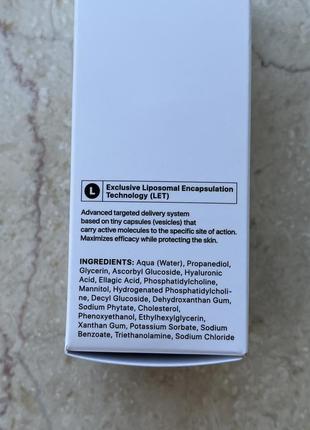 L
Exclusive Liposomal Encapsulation
Technology (LET)
Advanced targeted delivery system
based on tiny capsules (vesicles) that
carry active molecules to the specific site of action.
Maximizes efficacy while protecting the skin.
INGREDIENTS: Aqua (Water), Propanediol,
Glycerin, Ascorbyl Glucoside, Hyaluronic
Acid, Ellagic Acid, Phosphatidylcholine,
Mannitol, Hydrogenated Phosphatidylcholi-
ne, Decyl Glucoside, Dehydroxanthan Gum,
Sodium Phytate, Cholesterol,
Phenoxyethanol, Ethylhexylglycerin,
Xanthan Gum, Potassium Sorbate, Sodium
Benzoate, Triethanolamine, Sodium Chloride